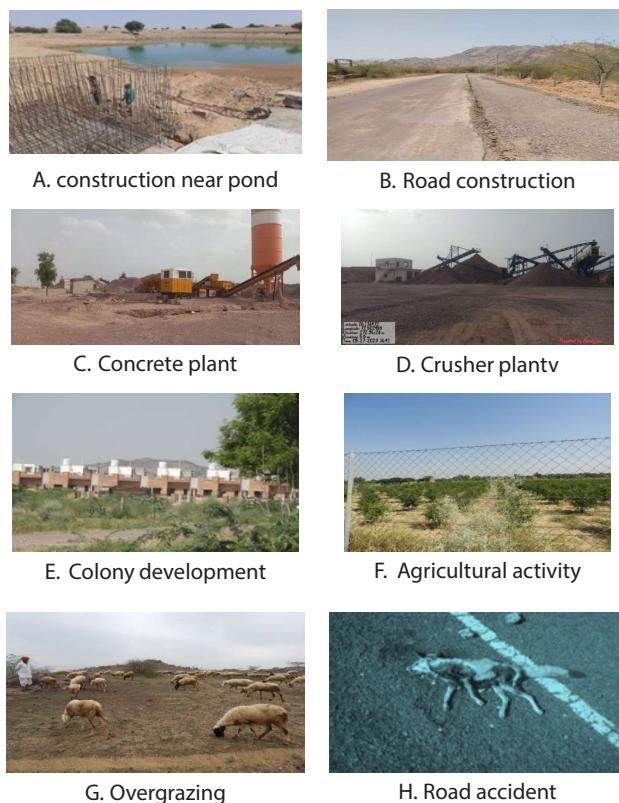 A. construction near pond
B. Road construction
C. Concrete plant
D. Crusher plantv
E. Colony development
F. Agricultural activity
G. Overgrazing
H. Road accident